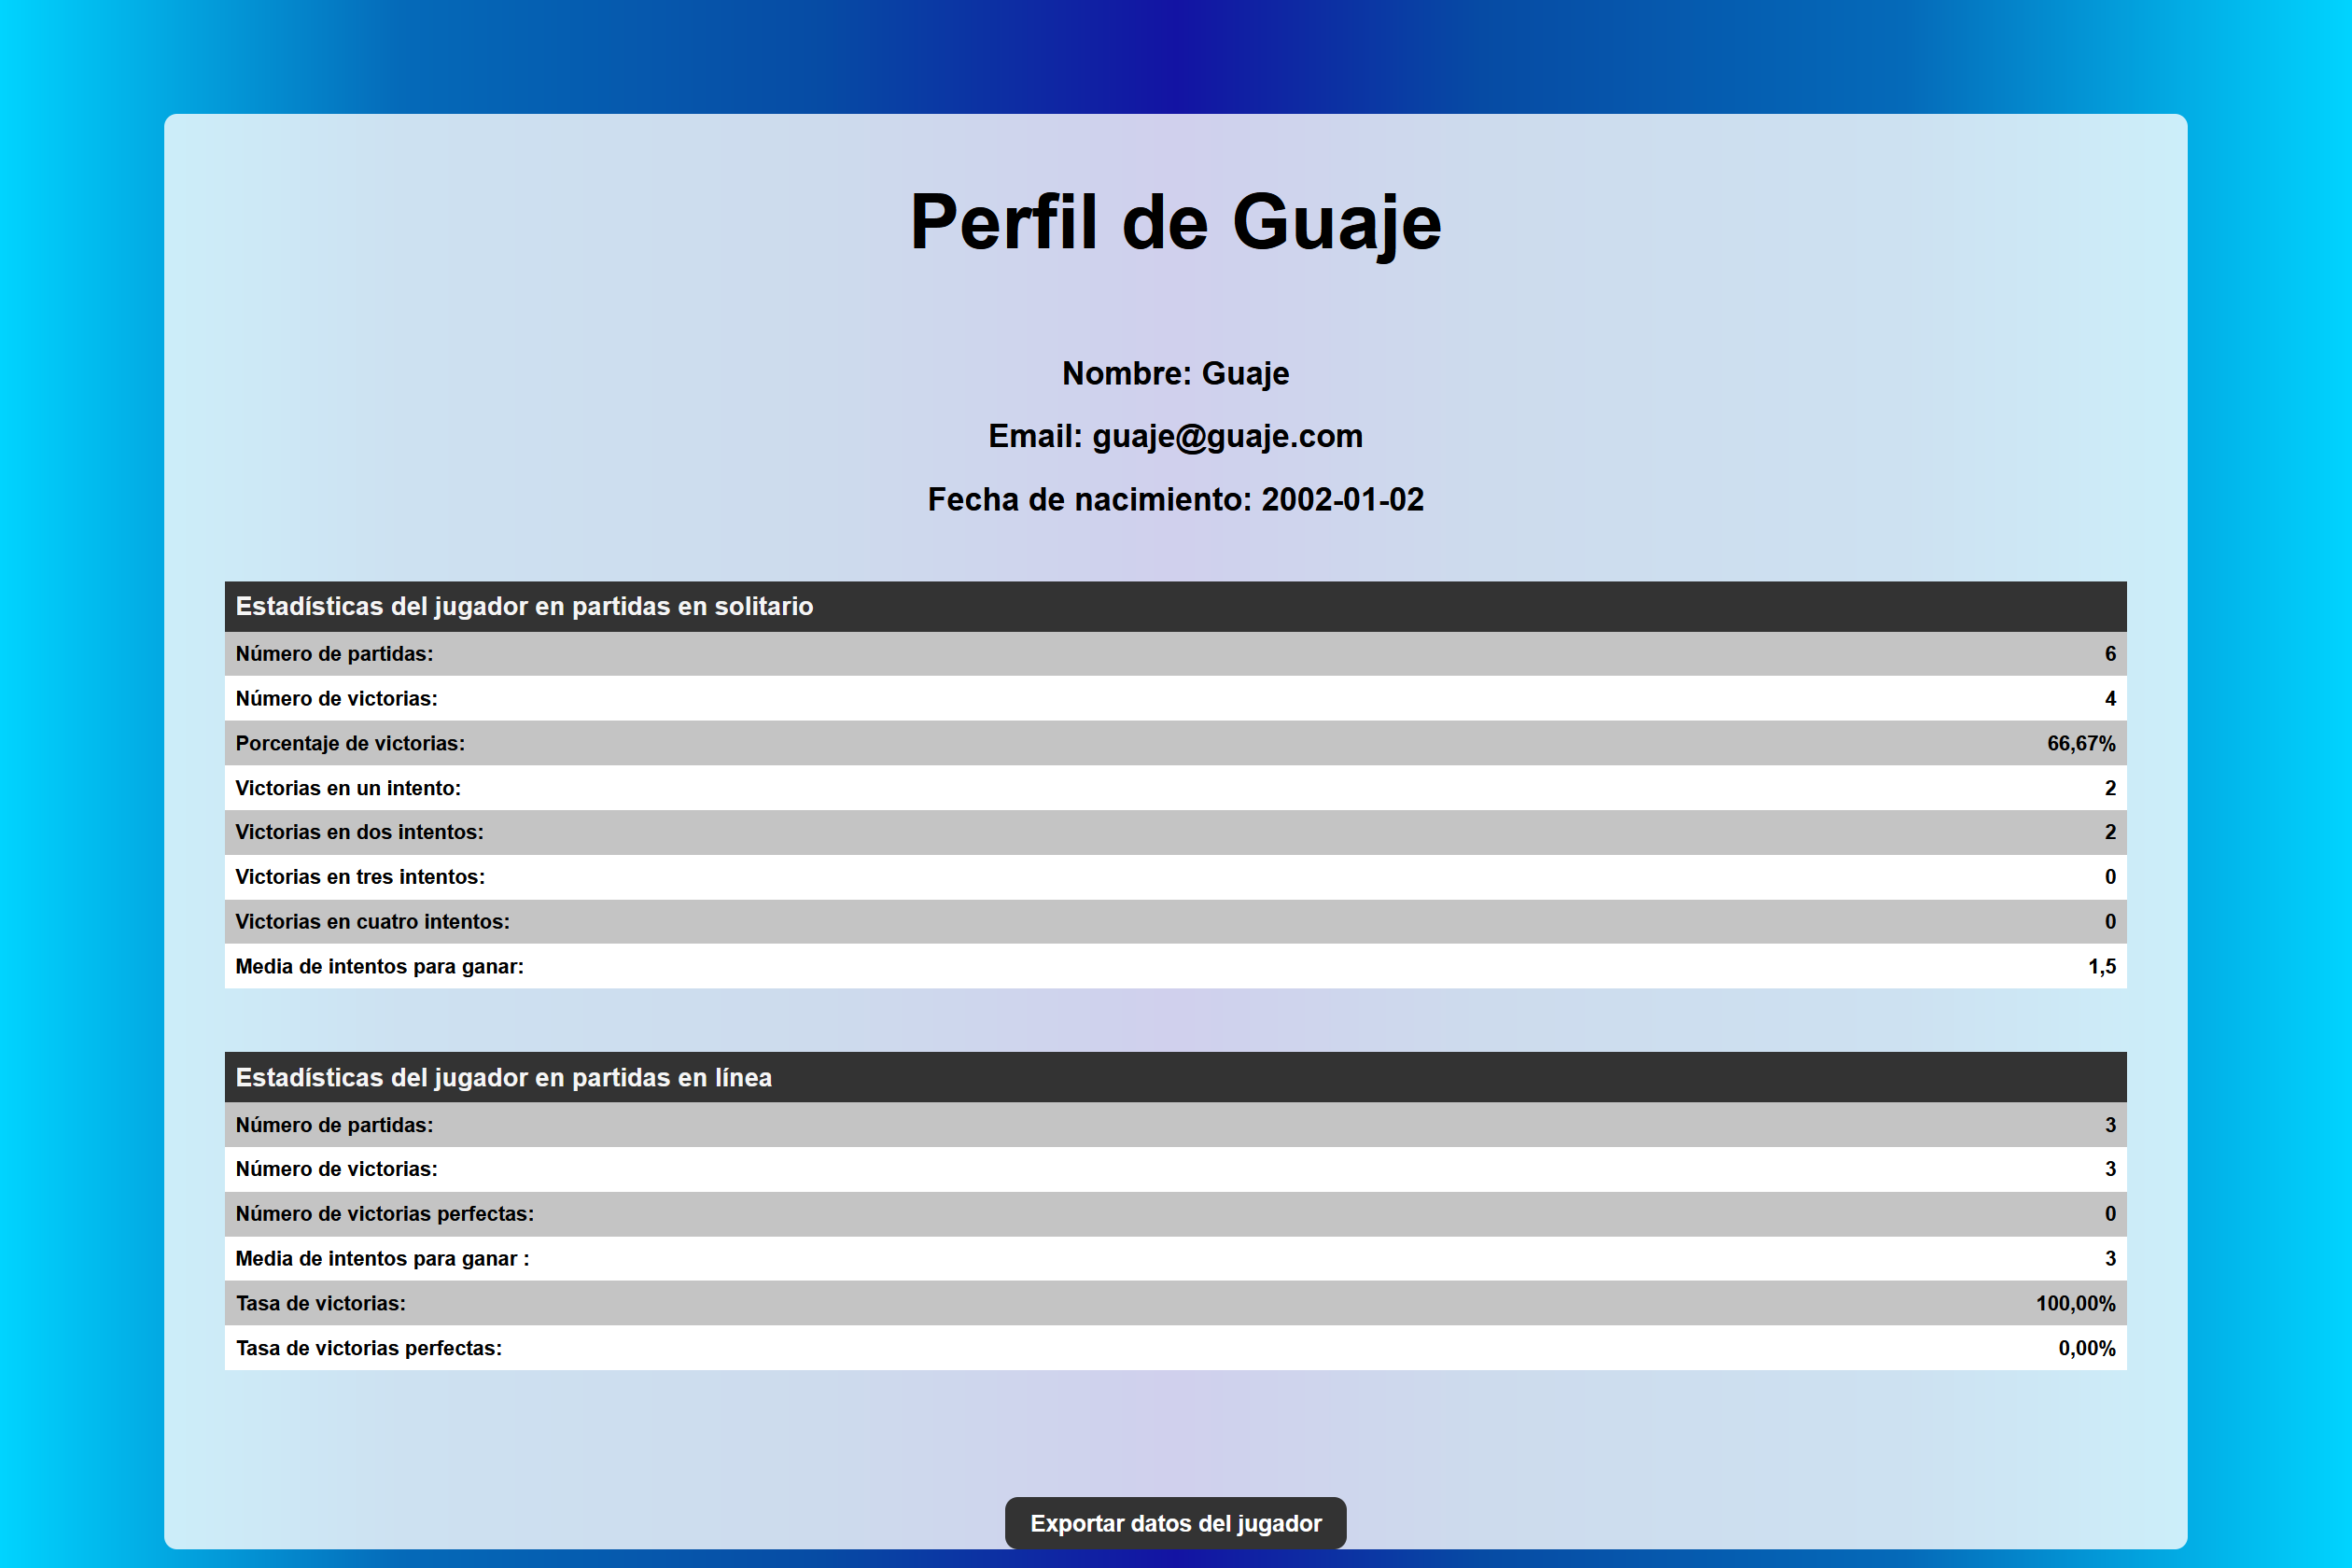 Perfil de Guaje
Nombre: Guaje
Email: guaje@guaje.com
Fecha de nacimiento: 2002-01-02
Estadísticas del jugador en partidas en solitario
Número de partidas: 6
Número de victorias: 4
Porcentaje de victorias: 66,67%
Victorias en un intento: 2
Victorias en dos intentos: 2
Victorias en tres intentos: 0
Victorias en cuatro intentos: 0
Media de intentos para ganar: 1,5
Estadísticas del jugador en partidas en línea
Número de partidas: 3
Número de victorias: 3
Número de victorias perfectas: 0
Media de intentos para ganar : 3
Tasa de victorias: 100,00%
Tasa de victorias perfectas: 0,00%
Exportar datos del jugador